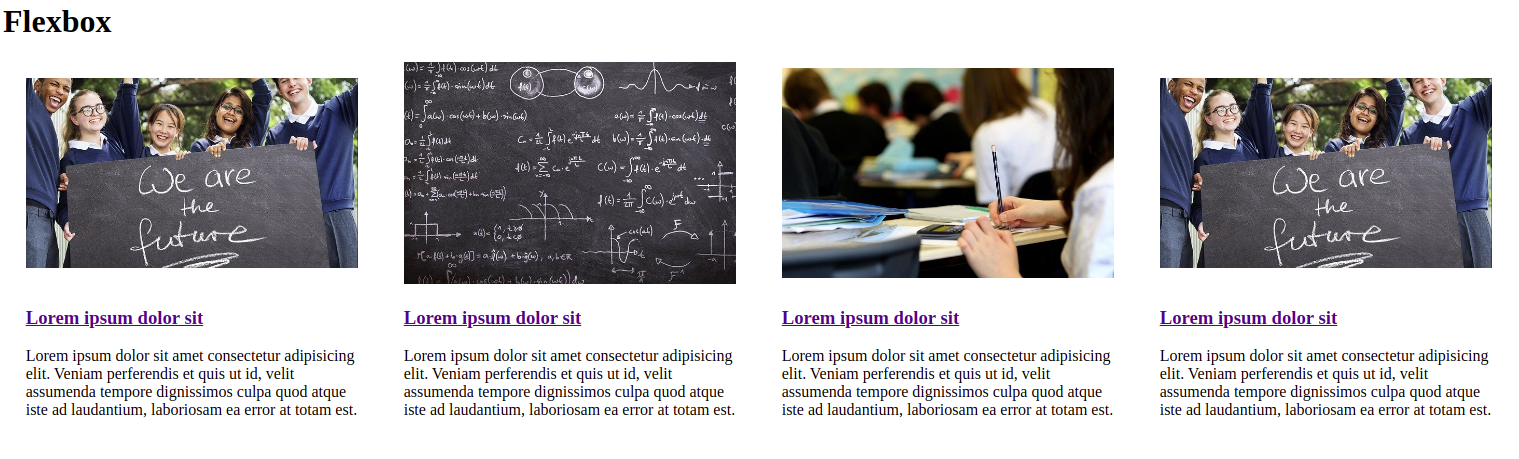 Flexbox
We are
the
future
We are
the
future
Lorem ipsum dolor sit
Lorem ipsum dolor sit amet consectetur adipisicing
elit. Veniam perferendis et quis ut id, velit
assumenda tempore dignissimos culpa quod atque
iste ad laudantium, laboriosam ea error at totam est.
Lorem ipsum dolor sit
Lorem ipsum dolor sit amet consectetur adipisicing
elit. Veniam perferendis et quis ut id, velit
assumenda tempore dignissimos culpa quod atque
iste ad laudantium, laboriosam ea error at totam est.
Lorem ipsum dolor sit
Lorem ipsum dolor sit amet consectetur adipisicing
elit. Veniam perferendis et quis ut id, velit
assumenda tempore dignissimos culpa quod atque
iste ad laudantium, laboriosam ea error at totam est.
Lorem ipsum dolor sit
Lorem ipsum dolor sit amet consectetur adipisicing
elit. Veniam perferendis et quis ut id, velit
assumenda tempore dignissimos culpa quod atque
iste ad laudantium, laboriosam ea error at totam est.